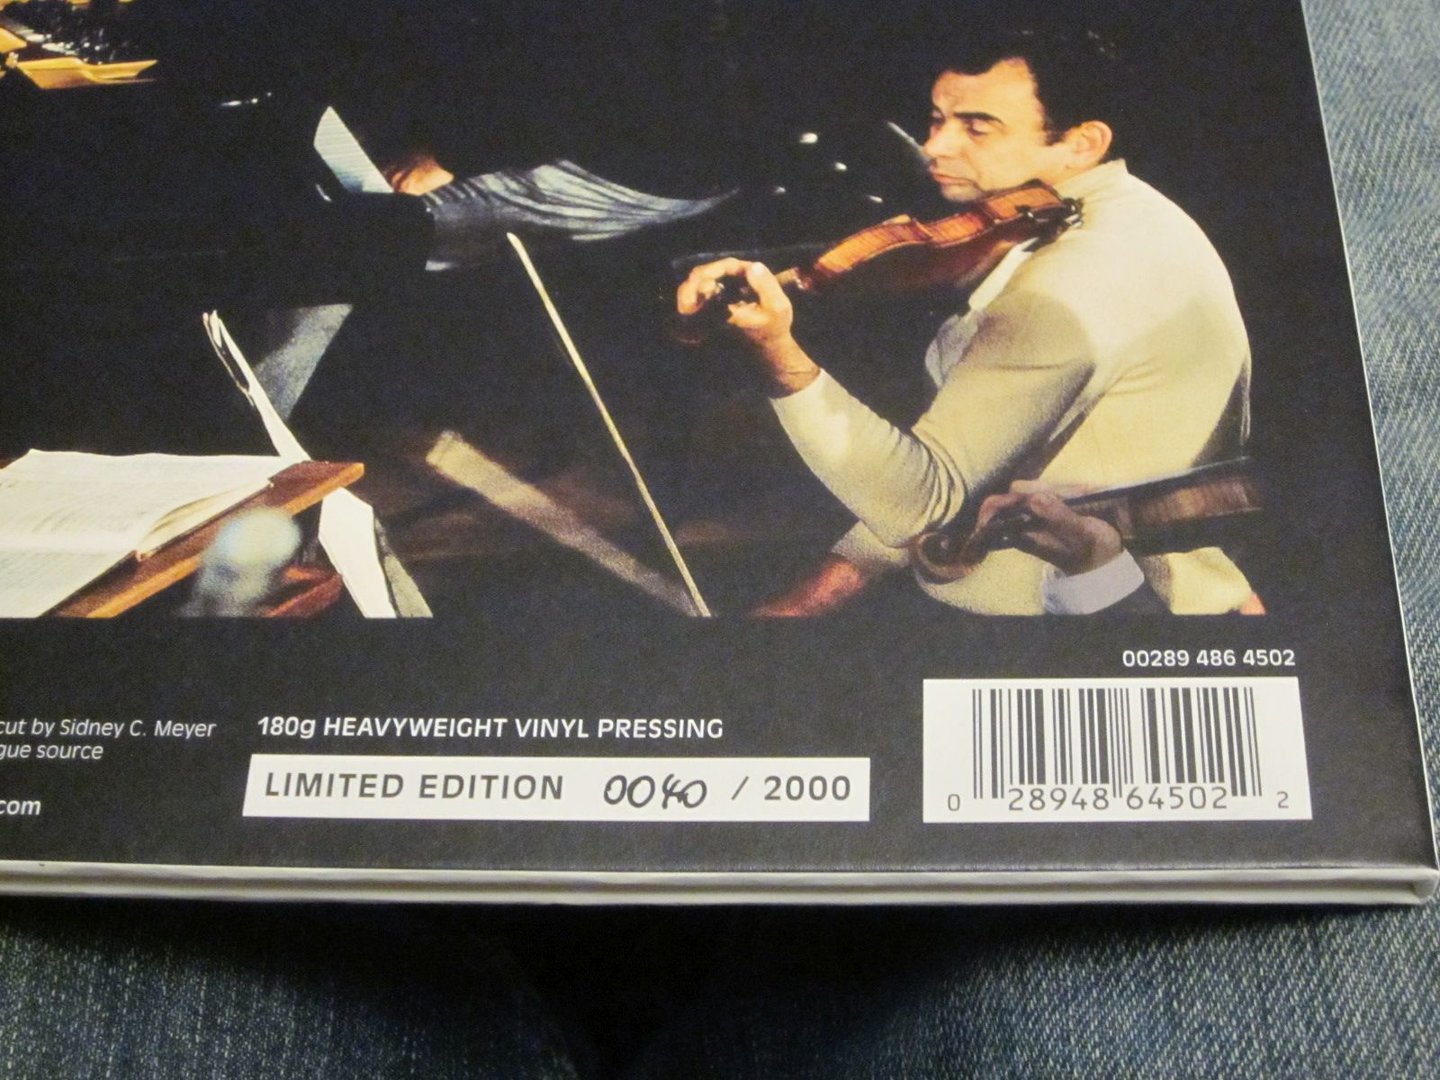 00289 486 4502
cut by Sidney C. Meyer
gue source
com
180g HEAVYWEIGHT VINYL PRESSING
LIMITED EDITION 0040 / 2000
0 28948 64502 2